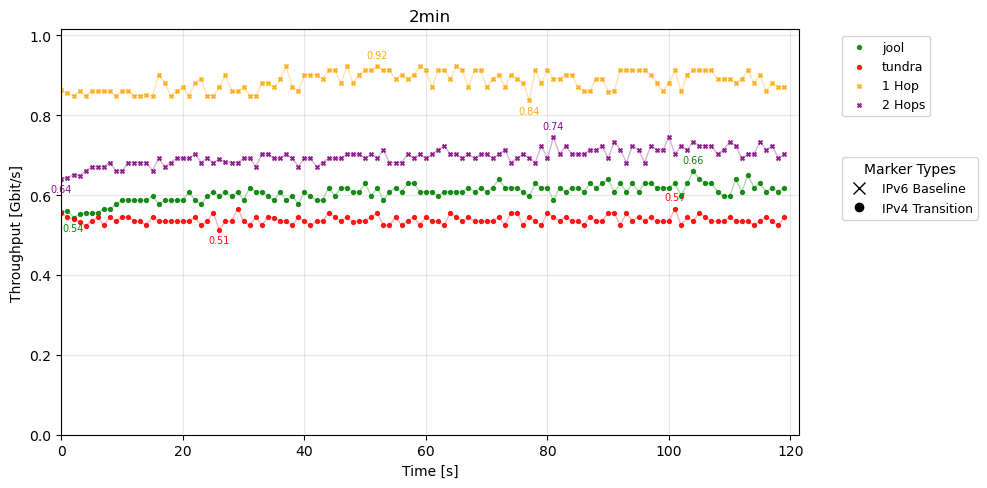 2min
Throughput [Gbit/s]
1.0
0.8
0.6
0.4
0.2
0.0
0.92
0.84
0.74
0.66
0.64
0.57
0.54
0.51
0
20
40
60
80
100
120
Time [s]
jool
tundra
1 Hop
2 Hops
Marker Types
IPv6 Baseline
IPv4 Transition